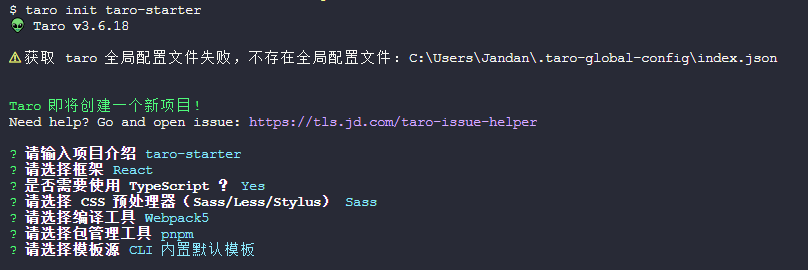 $ taro init taro-starter
👽 Taro v3.6.18
⚠️获取 taro 全局配置文件失败，不存在全局配置文件：C:\Users\Jandan\.taro-global-config\index.json
Taro 即将创建一个新项目!
Need help? Go and open issue: https://tls.jd.com/taro-issue-helper
? 请输入项目介绍 taro-starter
? 请选择框架 React
? 是否需要使用 TypeScript ？ Yes
? 请选择 CSS 预处理器（Sass/Less/Stylus） Sass
? 请选择编译工具 Webpack5
? 请选择包管理工具 pnpm
? 请选择模板源 CLI 内置默认模板